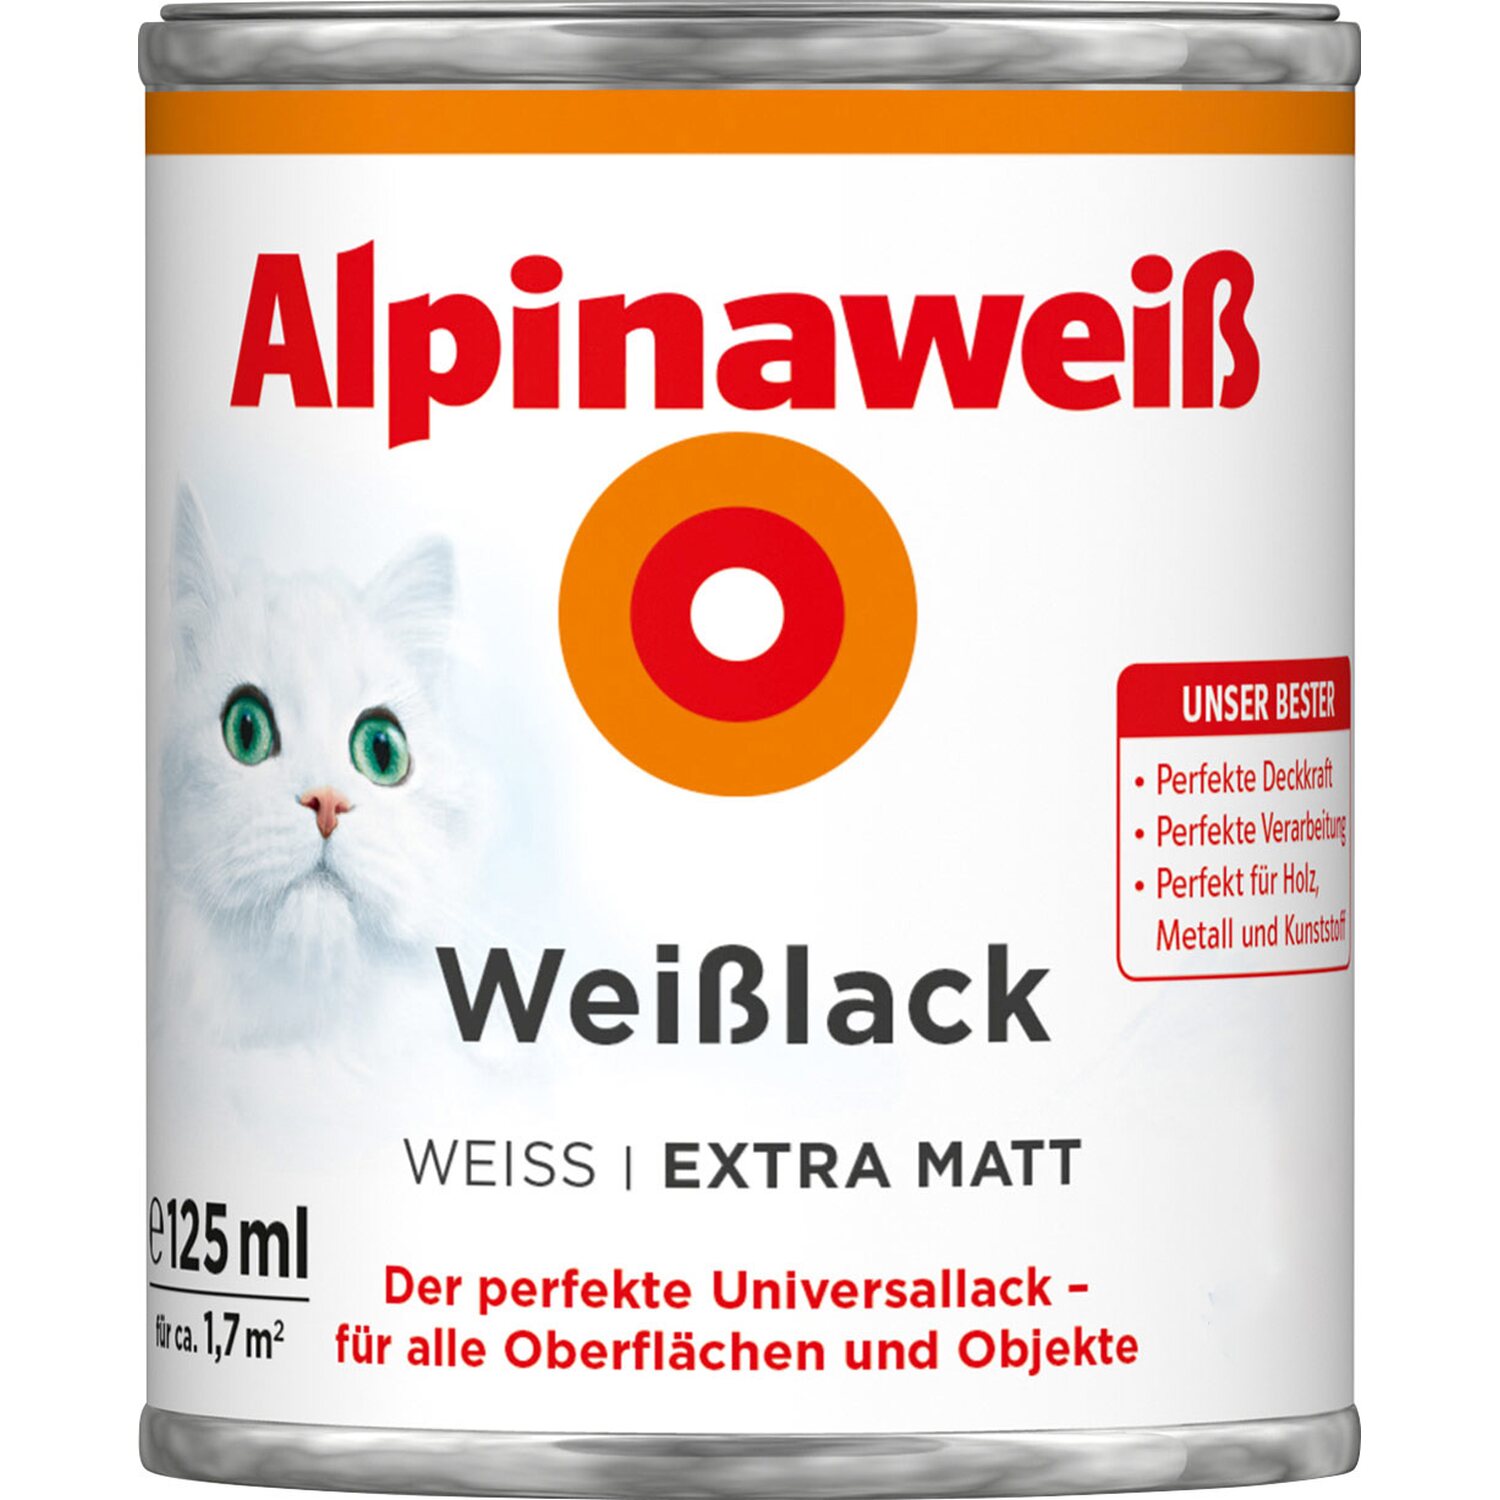 Alpinaweiß
UNSER BESTER
• Perfekte Deckkraft
• Perfekte Verarbeitung
• Perfekt für Holz,
Metall und Kunststoff
Weißlack
WEISS | EXTRA MATT
℮125 ml
für ca. 1,7 m²
Der perfekte Universallack –
für alle Oberflächen und Objekte